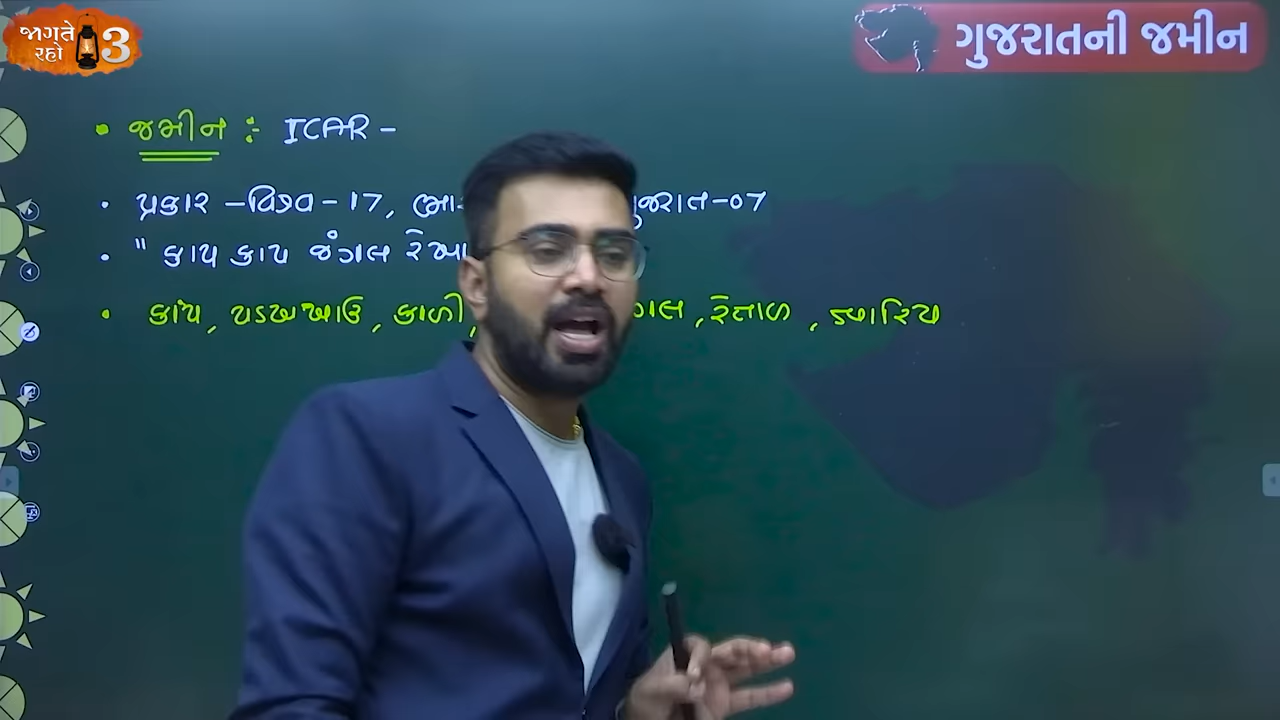 જાગતે
રહો 3
ગુજરાતની જમીન
• જમીન :- ICAR -
• પ્રકાર - વિશ્વ - 17, ગુજરાત - 07
• " કાપ કાપ જંગલ
• કાંપ, પડખાઉ, કાળી, રેતાળ, ક્ષારિય